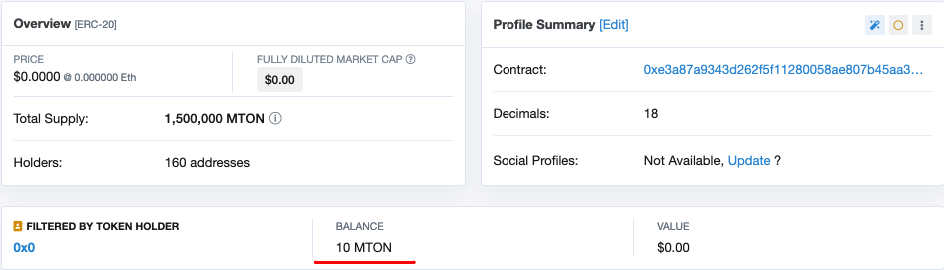 Overview [ERC-20]
PRICE
$0.0000 @ 0.000000 Eth
FULLY DILUTED MARKET CAP
$0.00
Total Supply: 1,500,000 MTON
Holders: 160 addresses
Profile Summary [Edit]
Contract: 0xe3a87a9343d262f5f11280058ae807b45aa3...
Decimals: 18
Social Profiles: Not Available, Update ?
FILTERED BY TOKEN HOLDER
0x0
BALANCE
10 MTON
VALUE
$0.00